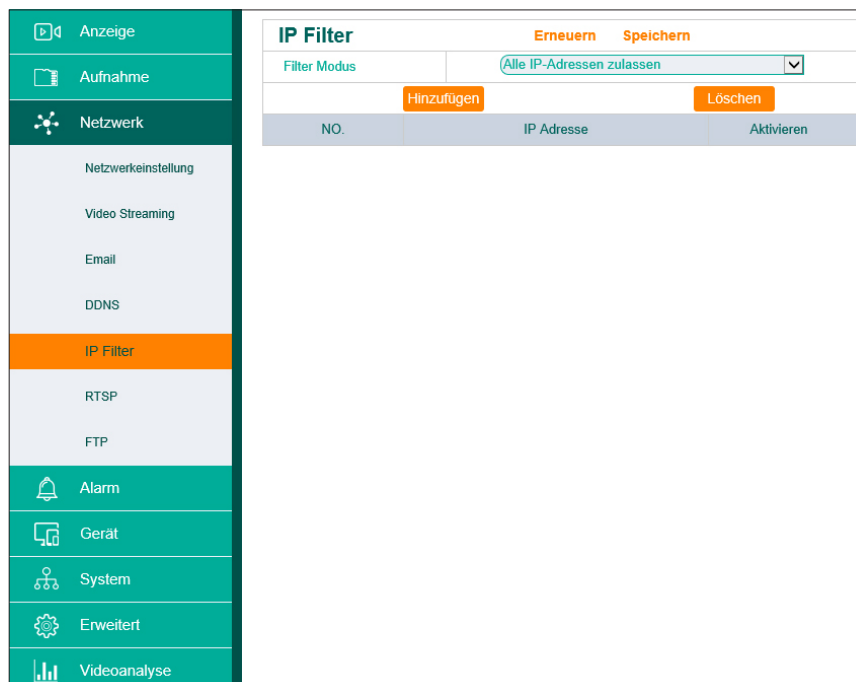 Anzeige
Aufnahme
Netzwerk
Netzwerkeinstellung
Video Streaming
Email
DDNS
IP Filter
RTSP
FTP
Alarm
Gerät
System
Erweitert
Videoanalyse
IP Filter Erneuern Speichern
Filter Modus Alle IP-Adressen zulassen
Hinzufügen Löschen
NO. IP Adresse Aktivieren